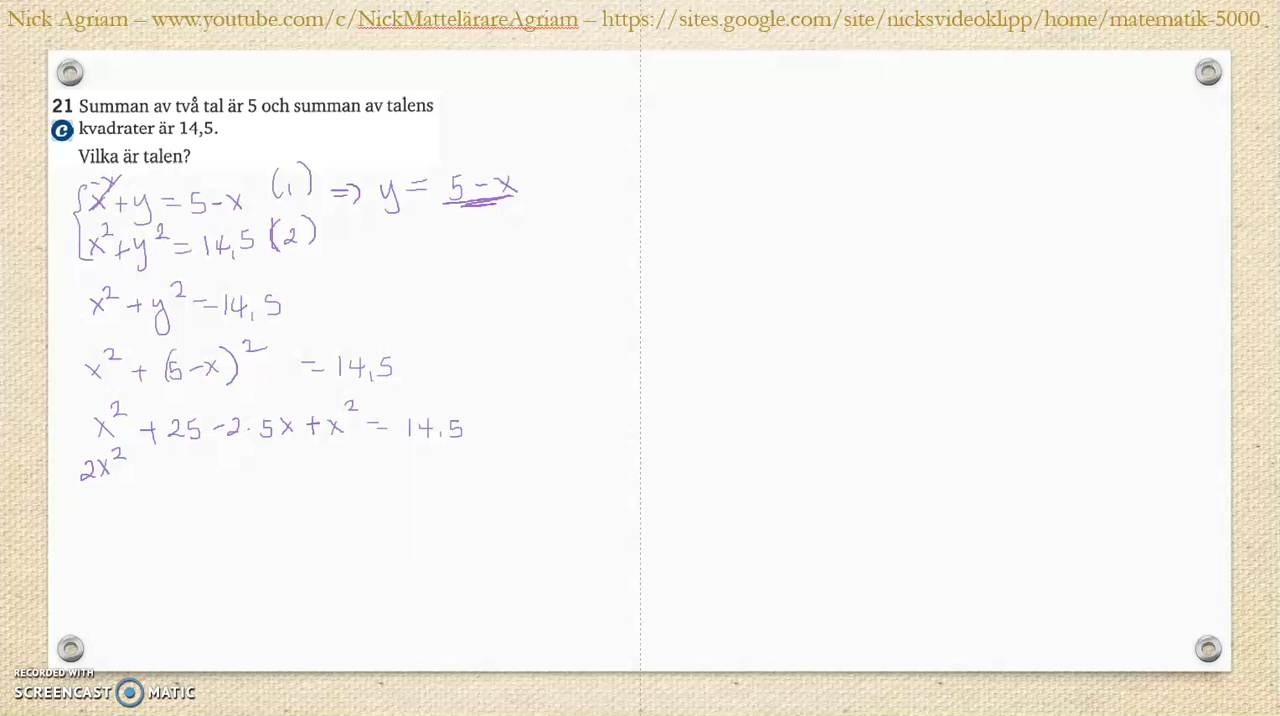 Nick Agriam – www.youtube.com/c/NickMattelärareAgriam – https://sites.google.com/site/nicksvideoklipp/home/matematik-5000 .
21 Summan av två tal är 5 och summan av talens
C kvadrater är 14,5.
Vilka är talen?
x^-x + y = 5 - x (1) => y = 5 - x
x² + y² = 14,5 (2)
x² + y² = 14,5
x² + (5 - x)² = 14,5
x² + 25 - 2·5x + x² = 14.5
2x²
RECORDED WITH
SCREENCAST MATIC